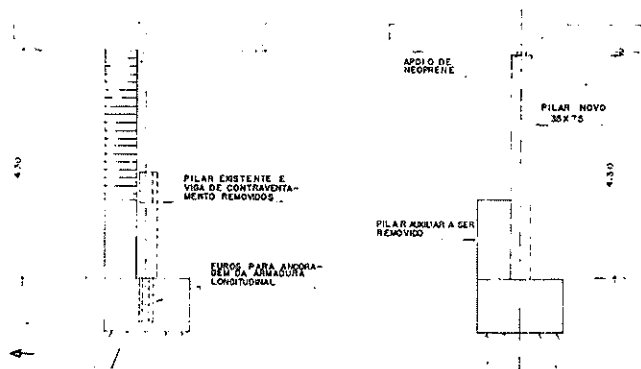 APOIO DE
NEOPRENE
PILAR NOVO
35X75
4.30
4.30
PILAR EXISTENTE E
VIGA DE CONTRAVENTA-
MENTO REMOVIDOS
PILAR AUXILIAR A SER
REMOVIDO
FUROS PARA ANCORA-
GEM DA ARMADURA
LONGITUDINAL